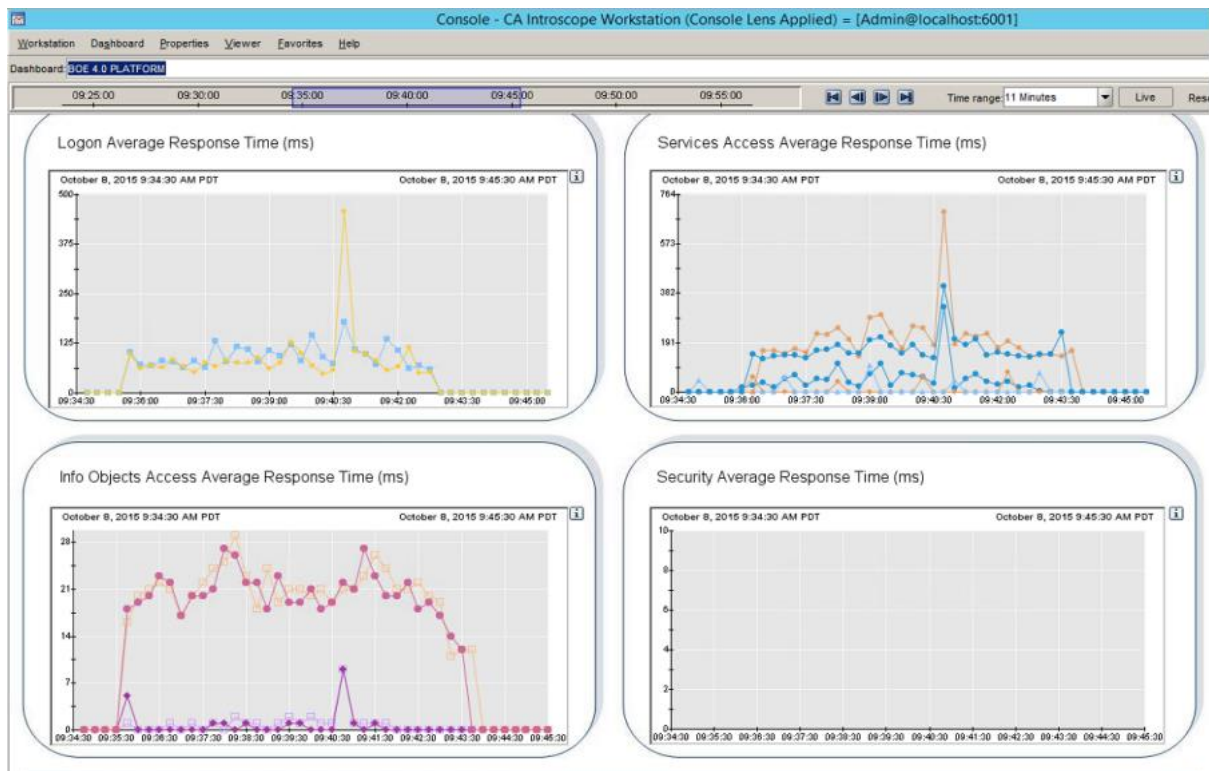 Console - CA Introscope Workstation (Console Lens Applied) = [Admin@localhost:6001]
Workstation Dashboard Properties Viewer Favorites Help
Dashboard: BOE 4.0 PLATFORM
09:25:00 09:30:00 09:35:00 09:40:00 09:45:00 09:50:00 09:55:00 Time range: 11 Minutes Live Rese
Logon Average Response Time (ms)
October 8, 2015 9:34:30 AM PDT October 8, 2015 9:45:30 AM PDT
500
375
250
125
0
09:34:30 09:36:00 09:37:30 09:39:00 09:40:30 09:42:00 09:43:30 09:45:00
Services Access Average Response Time (ms)
October 8, 2015 9:34:30 AM PDT October 8, 2015 9:45:30 AM PDT
764
573
382
191
0
09:34:30 09:36:00 09:37:30 09:39:00 09:40:30 09:42:00 09:43:30 09:45:00
Info Objects Access Average Response Time (ms)
October 8, 2015 9:34:30 AM PDT October 8, 2015 9:45:30 AM PDT
28
21
14
7
0
09:34:30 09:35:30 09:36:30 09:37:30 09:38:30 09:39:30 09:40:30 09:41:30 09:42:30 09:43:30 09:44:30 09:45:30
Security Average Response Time (ms)
October 8, 2015 9:34:30 AM PDT October 8, 2015 9:45:30 AM PDT
10
8
6
4
2
0
09:34:30 09:35:30 09:36:30 09:37:30 09:38:30 09:39:30 09:40:30 09:41:30 09:42:30 09:43:30 09:44:30 09:45:30